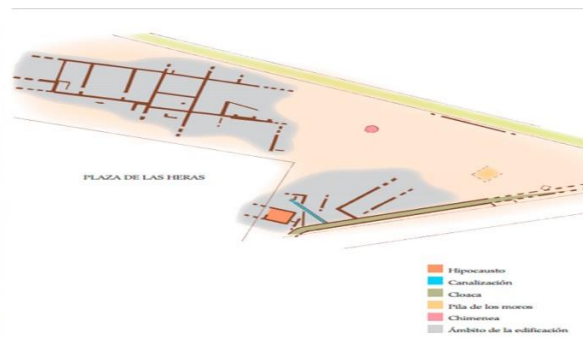 PLAZA DE LAS HERAS
Hipocausto
Canalización
Cloaca
Pila de los moros
Chimenea
Ámbito de la edificación